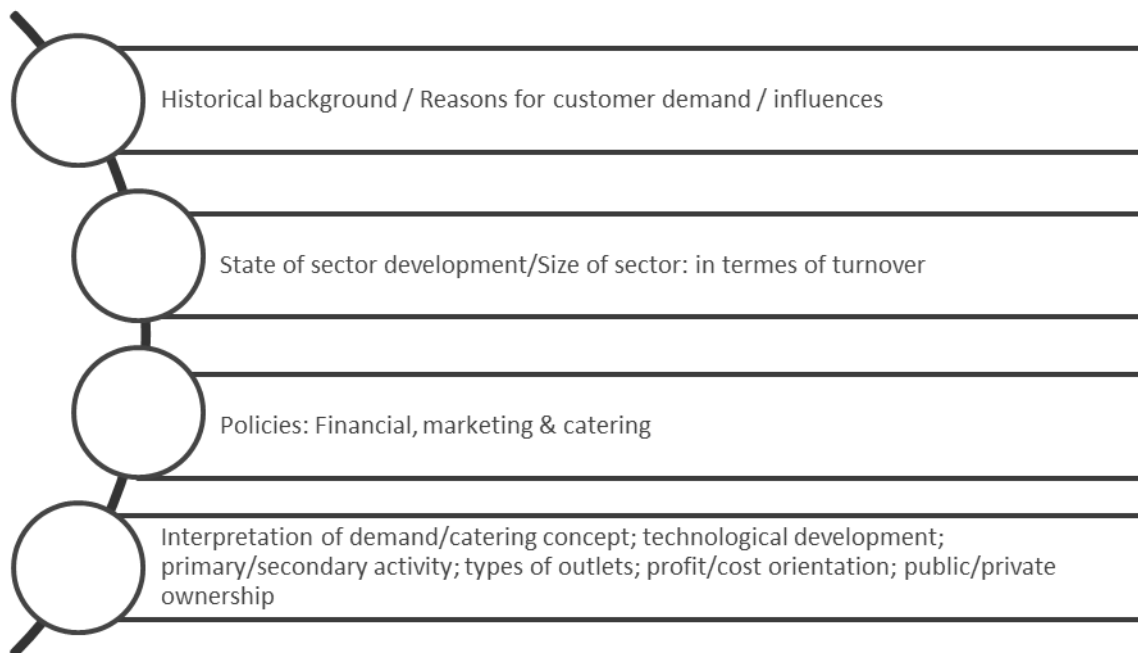 Historical background / Reasons for customer demand / influences
State of sector development/Size of sector: in termes of turnover
Policies: Financial, marketing & catering
Interpretation of demand/catering concept; technological development;
primary/secondary activity; types of outlets; profit/cost orientation; public/private
ownership